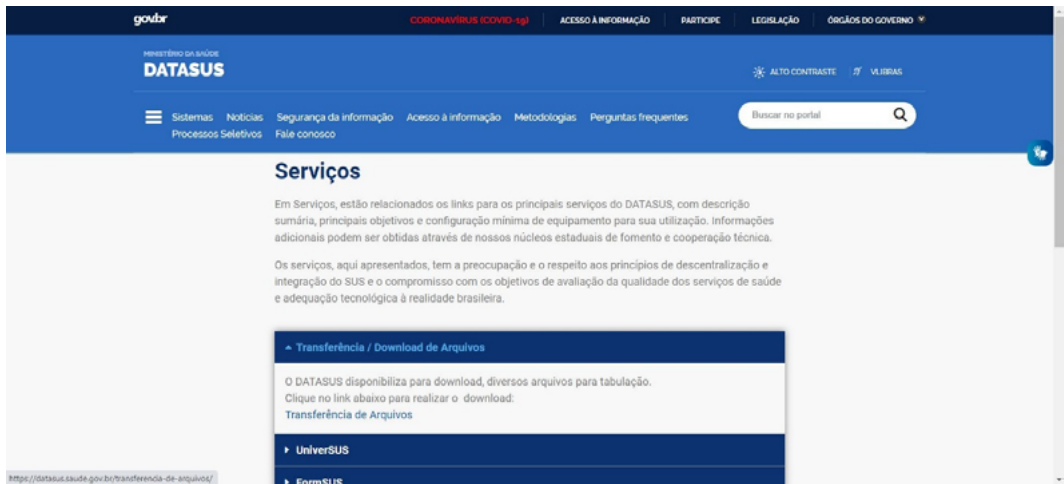 govbr
CORONAVÍRUS (COVID-19) ACESSO À INFORMAÇÃO PARTICIPE LEGISLAÇÃO ÓRGÃOS DO GOVERNO
MINISTÉRIO DA SAÚDE
DATASUS
ALTO CONTRASTE VLIBRAS
Sistemas Notícias Segurança da informação Acesso à informação Metodologias Perguntas frequentes
Processos Seletivos Fale conosco
Buscar no portal
Serviços
Em Serviços, estão relacionados os links para os principais serviços do DATASUS, com descrição
sumária, principais objetivos e configuração mínima de equipamento para sua utilização. Informações
adicionais podem ser obtidas através de nossos núcleos estaduais de fomento e cooperação técnica.
Os serviços, aqui apresentados, tem a preocupação e o respeito aos princípios de descentralização e
integração do SUS e o compromisso com os objetivos de avaliação da qualidade dos serviços de saúde
e adequação tecnológica à realidade brasileira.
Transferência / Download de Arquivos
O DATASUS disponibiliza para download, diversos arquivos para tabulação.
Clique no link abaixo para realizar o download:
Transferência de Arquivos
UniverSUS
FormSUS
https://datasus.saude.gov.br/transferencia-de-arquivos/